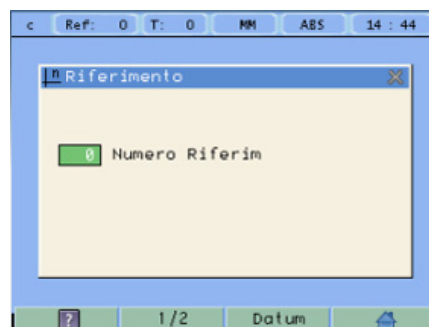 c Ref: 0 T: 0 MM ABS 14 : 44
n Riferimento
0 Numero Riferim
? 1/2 Datum